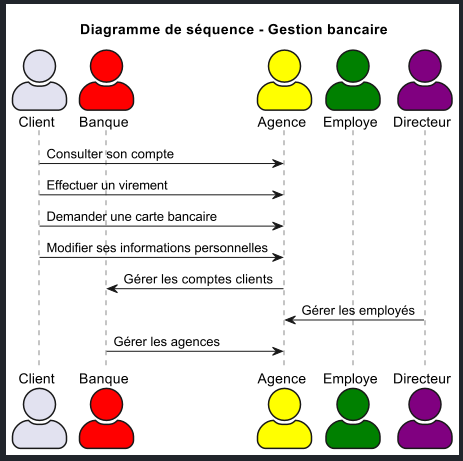 Diagramme de séquence - Gestion bancaire
Client Banque Agence Employe Directeur
Consulter son compte
Effectuer un virement
Demander une carte bancaire
Modifier ses informations personnelles
Gérer les comptes clients
Gérer les employés
Gérer les agences
Client Banque Agence Employe Directeur